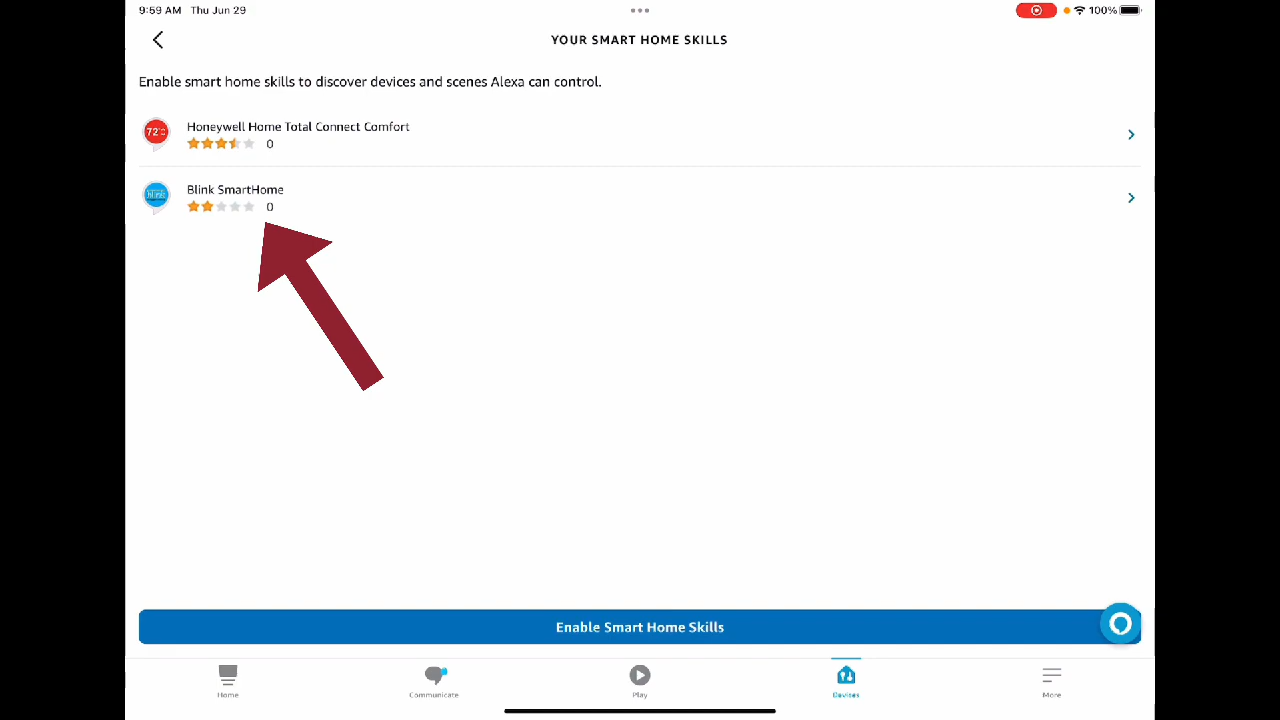 9:59 AM Thu Jun 29
100%
YOUR SMART HOME SKILLS
Enable smart home skills to discover devices and scenes Alexa can control.
72°
Honeywell Home Total Connect Comfort
0
Blink SmartHome
0
Enable Smart Home Skills
Home Communicate Play Devices More